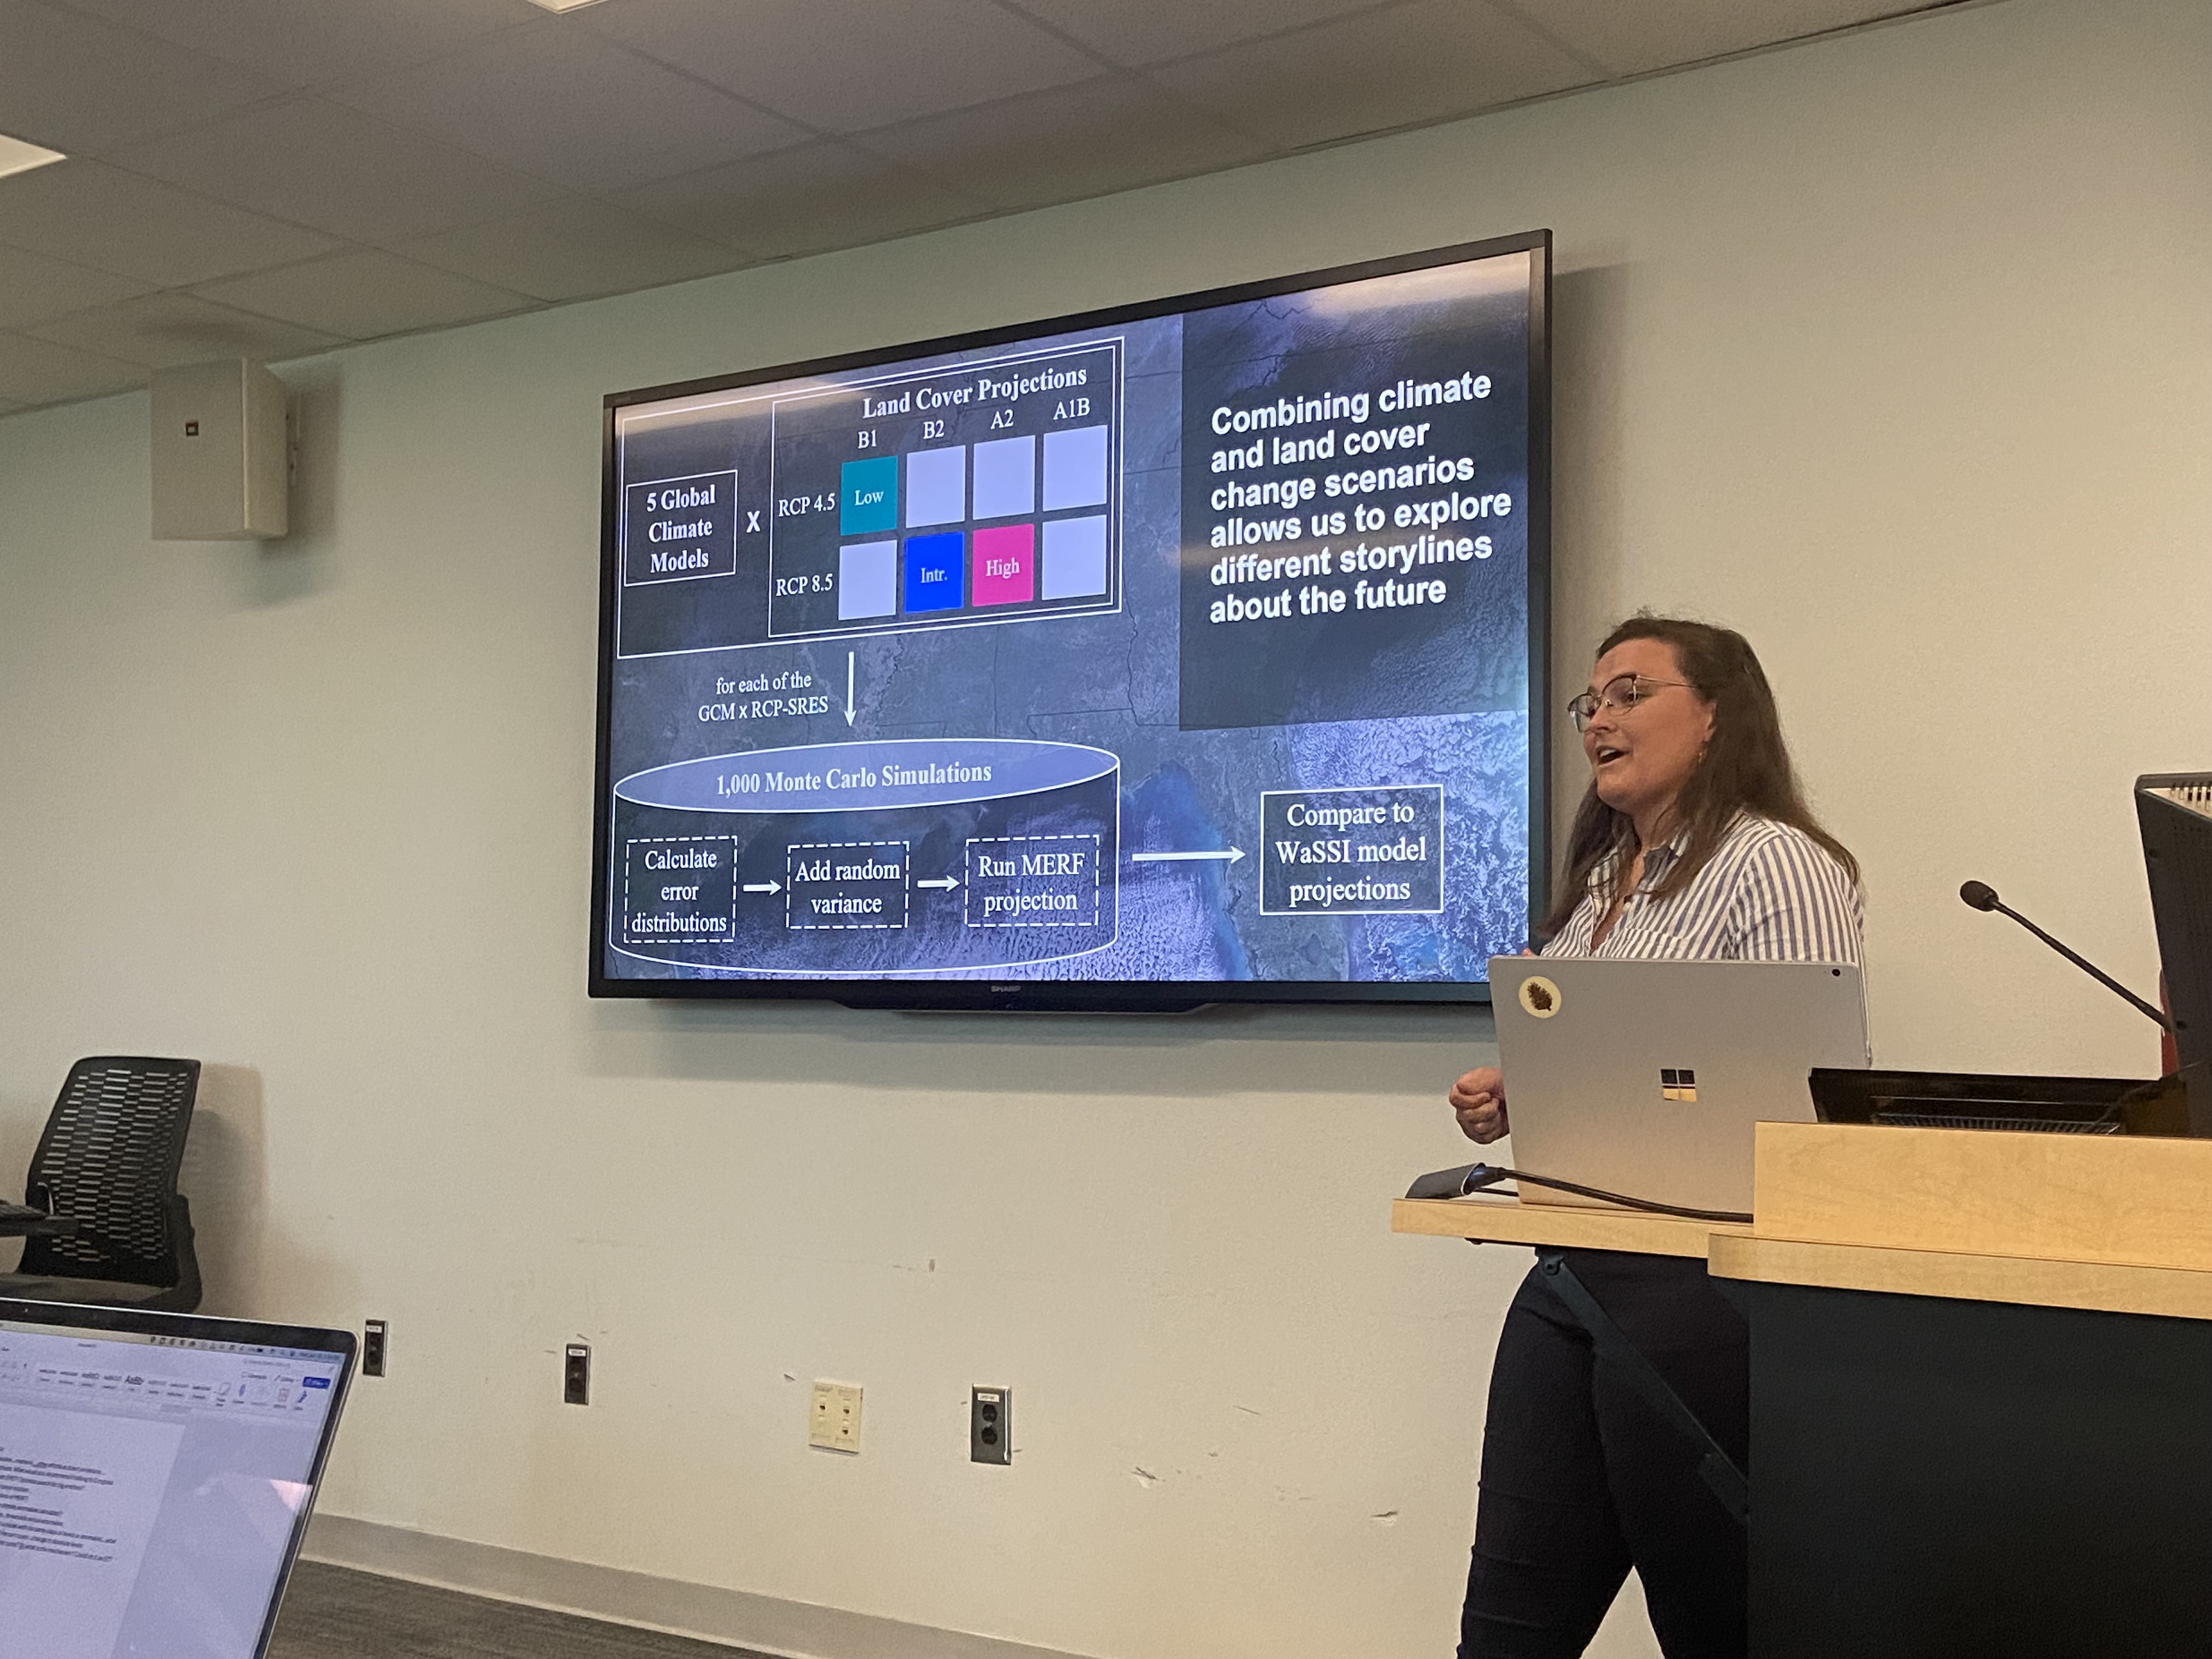 Land Cover Projections
B1 B2 A2 A1B
5 Global
Climate
Models
X
RCP 4.5
Low
RCP 8.5
Intr.
High
for each of the
GCM x RCP-SRES
1,000 Monte Carlo Simulations
Calculate
error
distributions
Add random
variance
Run MERF
projection
Compare to
WaSSI model
projections
Combining climate
and land cover
change scenarios
allows us to explore
different storylines
about the future
SHARP